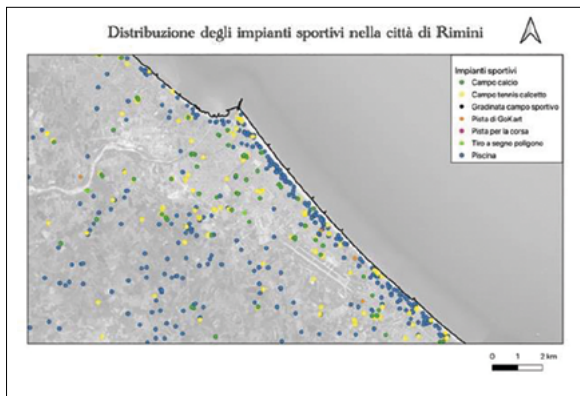 Distribuzione degli impianti sportivi nella città di Rimini
Impianti sportivi
Campo calcio
Campo tennis calcetto
Gradinata campo sportivo
Pista di GoKart
Pista per la corsa
Tiro a segno poligono
Piscina
0 1 2 km